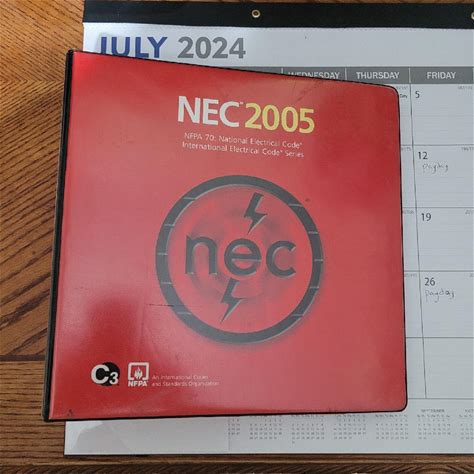 JULY 2024
WEDNESDAY THURSDAY FRIDAY
5
NEC® 2005
NFPA 70: National Electrical Code®
International Electrical Code® Series
12
payday
19
nec
26
payday
C3
NFPA®
An International Codes
and Standards Organization
SEPTEMBER